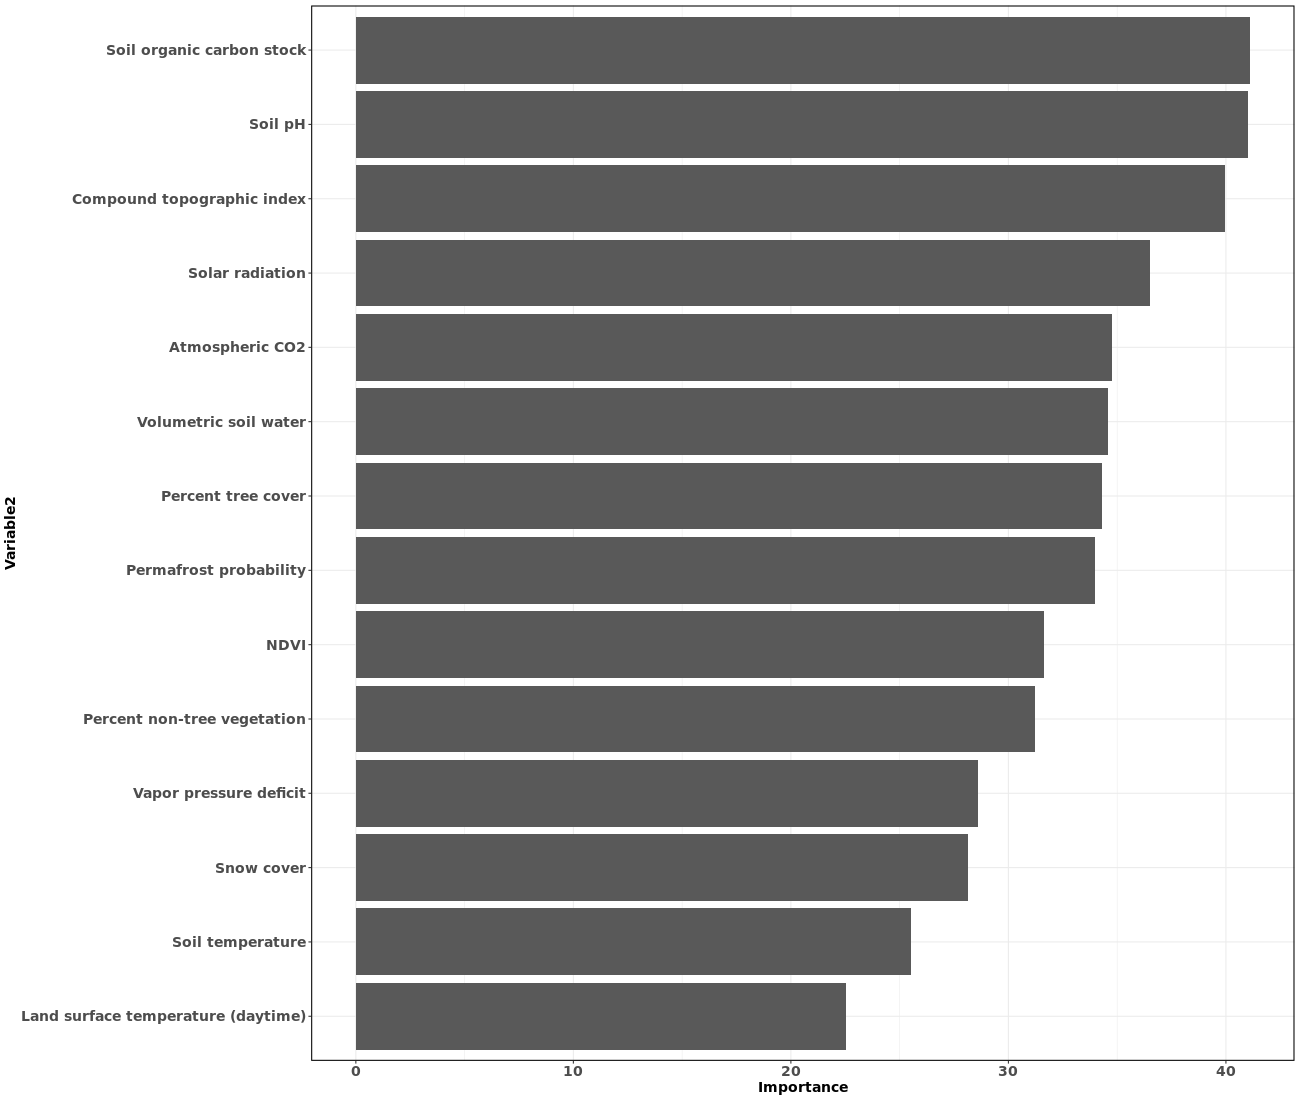 Soil organic carbon stock
Soil pH
Compound topographic index
Solar radiation
Atmospheric CO2
Volumetric soil water
Percent tree cover
Permafrost probability
NDVI
Percent non-tree vegetation
Vapor pressure deficit
Snow cover
Soil temperature
Land surface temperature (daytime)
Variable2
0 10 20 30 40
Importance